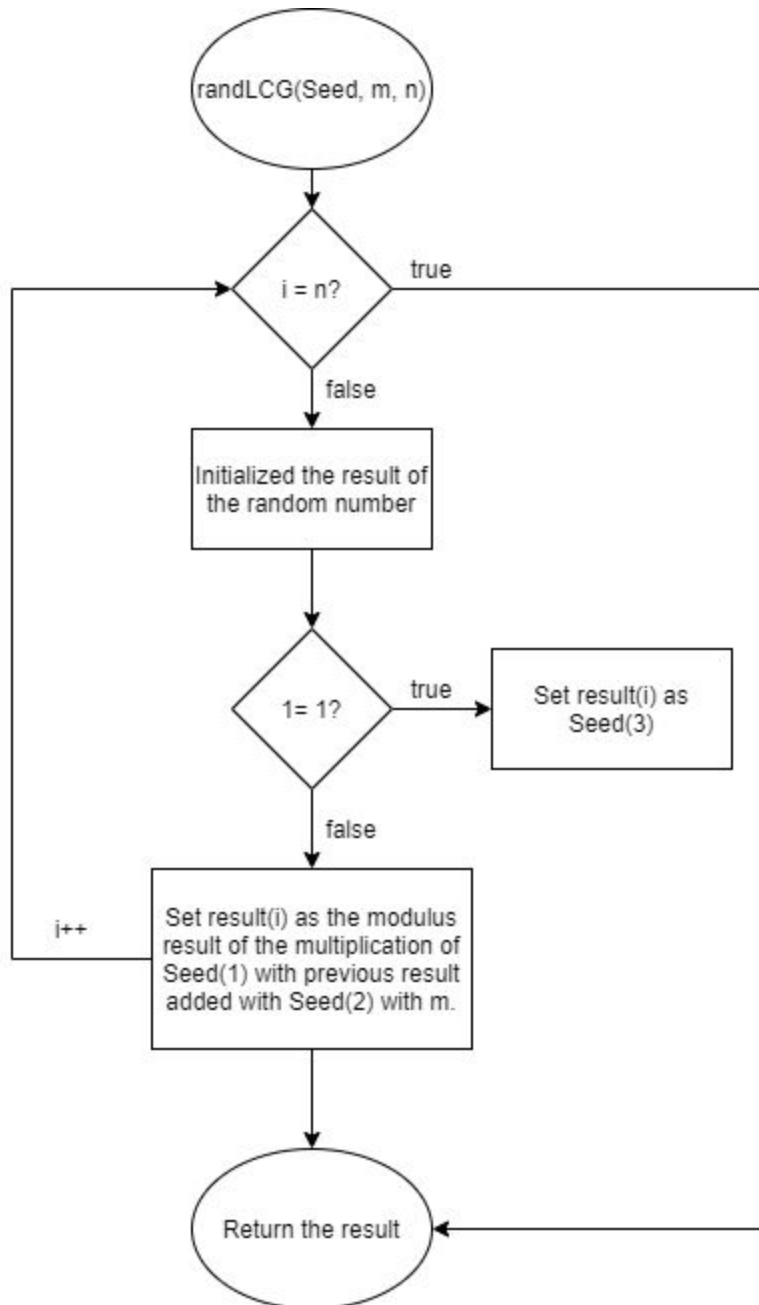 randLCG(Seed, m, n)
i = n?
true
false
Initialized the result of
the random number
1= 1?
true
Set result(i) as
Seed(3)
false
i++
Set result(i) as the modulus
result of the multiplication of
Seed(1) with previous result
added with Seed(2) with m.
Return the result